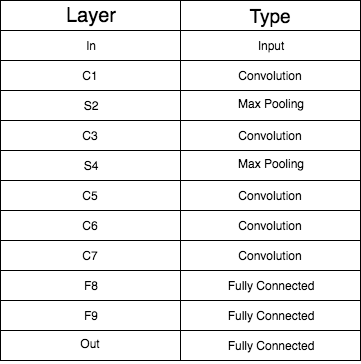 Layer Type
In Input
C1 Convolution
S2 Max Pooling
C3 Convolution
S4 Max Pooling
C5 Convolution
C6 Convolution
C7 Convolution
F8 Fully Connected
F9 Fully Connected
Out Fully Connected